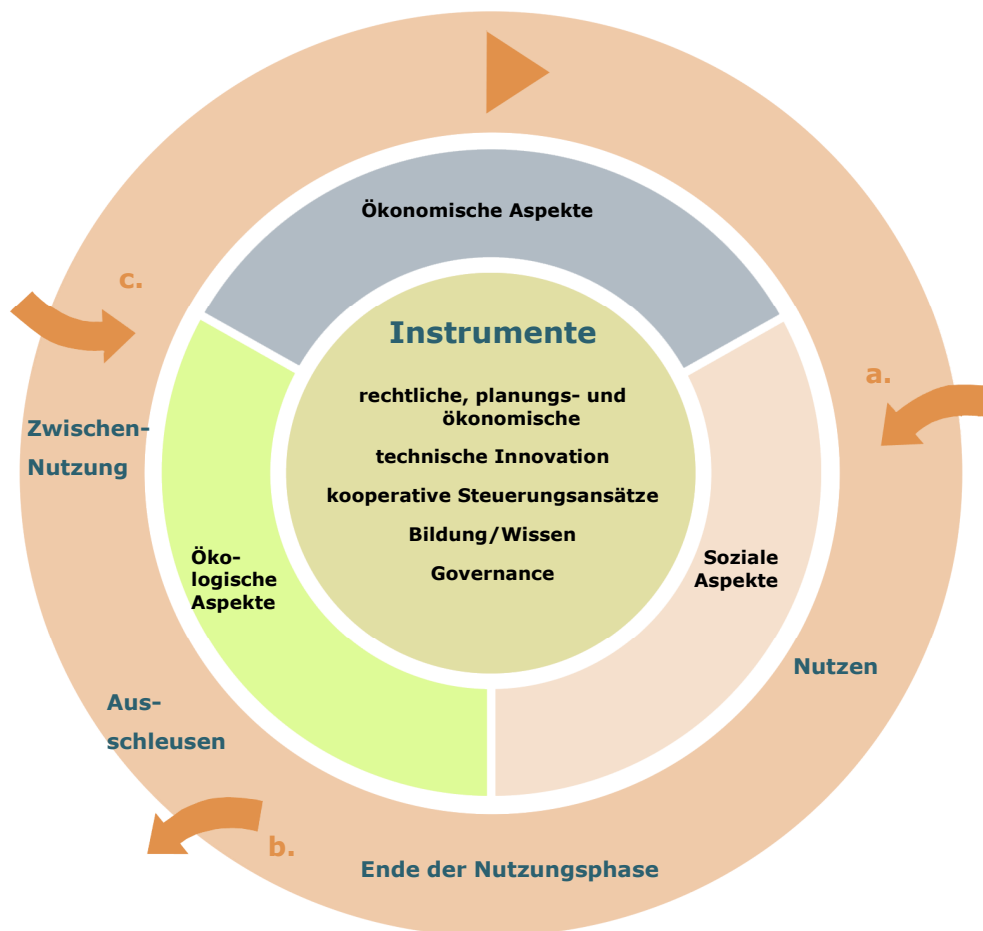 Ökonomische Aspekte
c.
Instrumente
rechtliche, planungs- und
ökonomische
technische Innovation
kooperative Steuerungsansätze
Bildung/Wissen
Governance
a.
Zwischen-
Nutzung
Öko-
logische
Aspekte
Soziale
Aspekte
Nutzen
Aus-
schleusen
b.
Ende der Nutzungsphase